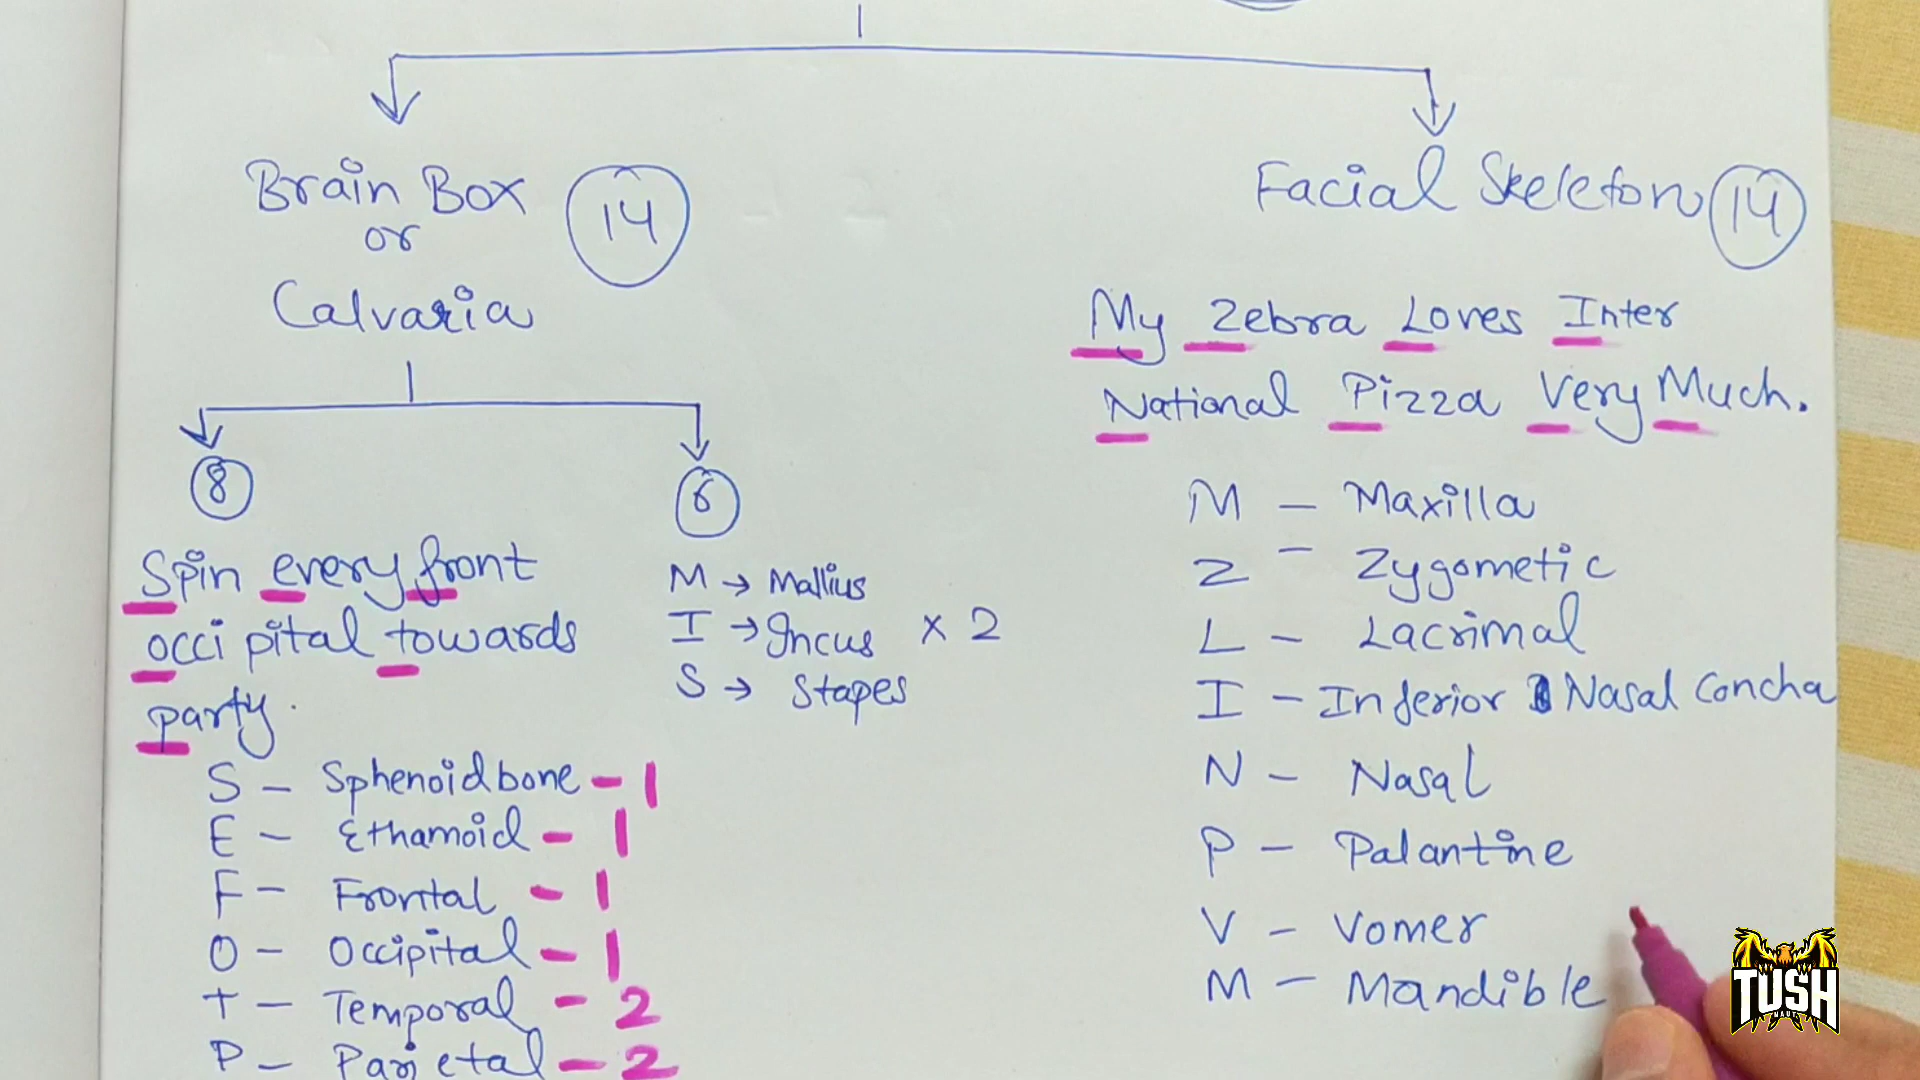 Brain Box
or
Calvaria
14
8
Spin every front
occipital towards
party.
S - Sphenoid bone - 1
E - Ethamoid - 1
F - Frontal - 1
O - Occipital - 1
T - Temporal - 2
P - Parietal - 2
6
M → Mallius
I → Incus × 2
S → Stapes
Facial Skeleton 14
My Zebra Loves Inter
National Pizza Very Much.
M - Maxilla
Z - Zygometic
L - Lacrimal
I - Inferior Nasal Concha
N - Nasal
P - Palantine
V - Vomer
M - Mandible
TUSH
NAUT